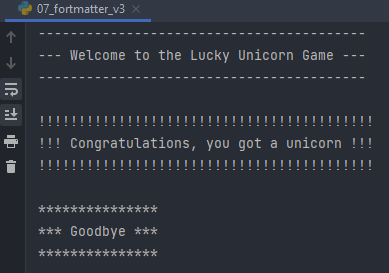 07_fortmatter_v3
-----------------------------------------
--- Welcome to the Lucky Unicorn Game ---
-----------------------------------------
!!!!!!!!!!!!!!!!!!!!!!!!!!!!!!!!!!!!!!!!!!
!!! Congratulations, you got a unicorn !!!
!!!!!!!!!!!!!!!!!!!!!!!!!!!!!!!!!!!!!!!!!!
***************
*** Goodbye ***
***************